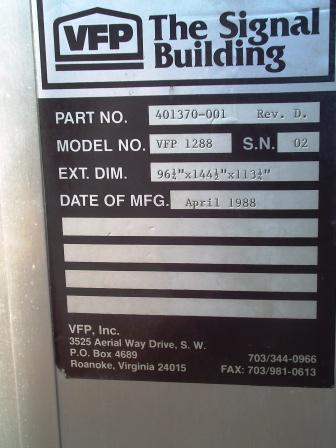 VFP The Signal
Building
PART NO. 401370-001 Rev. D.
MODEL NO. VFP 1288 S.N. 02
EXT. DIM. 96¼"x144½"x113¼"
DATE OF MFG. April 1988
VFP, Inc.
3525 Aerial Way Drive, S. W.
P.O. Box 4689
Roanoke, Virginia 24015
703/344-0966
FAX: 703/981-0613